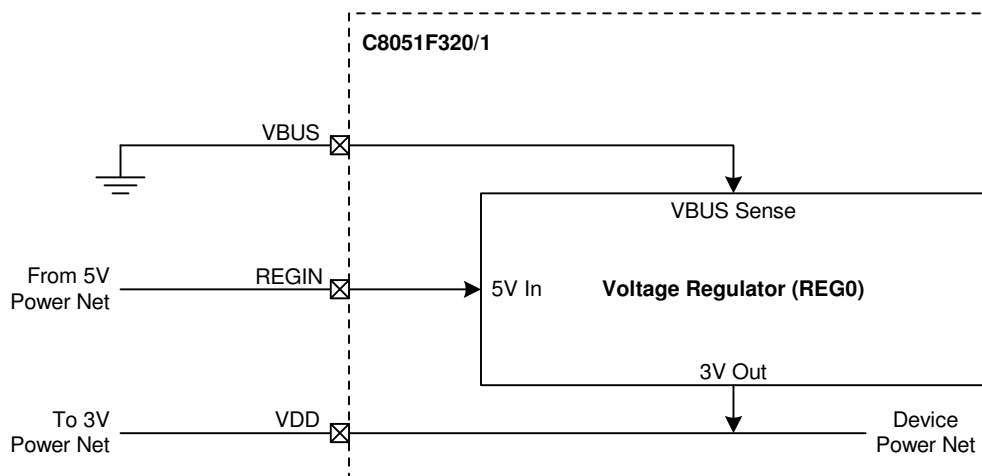 C8051F320/1
VBUS
VBUS Sense
From 5V
Power Net
REGIN
5V In
Voltage Regulator (REG0)
3V Out
To 3V
Power Net
VDD
Device
Power Net